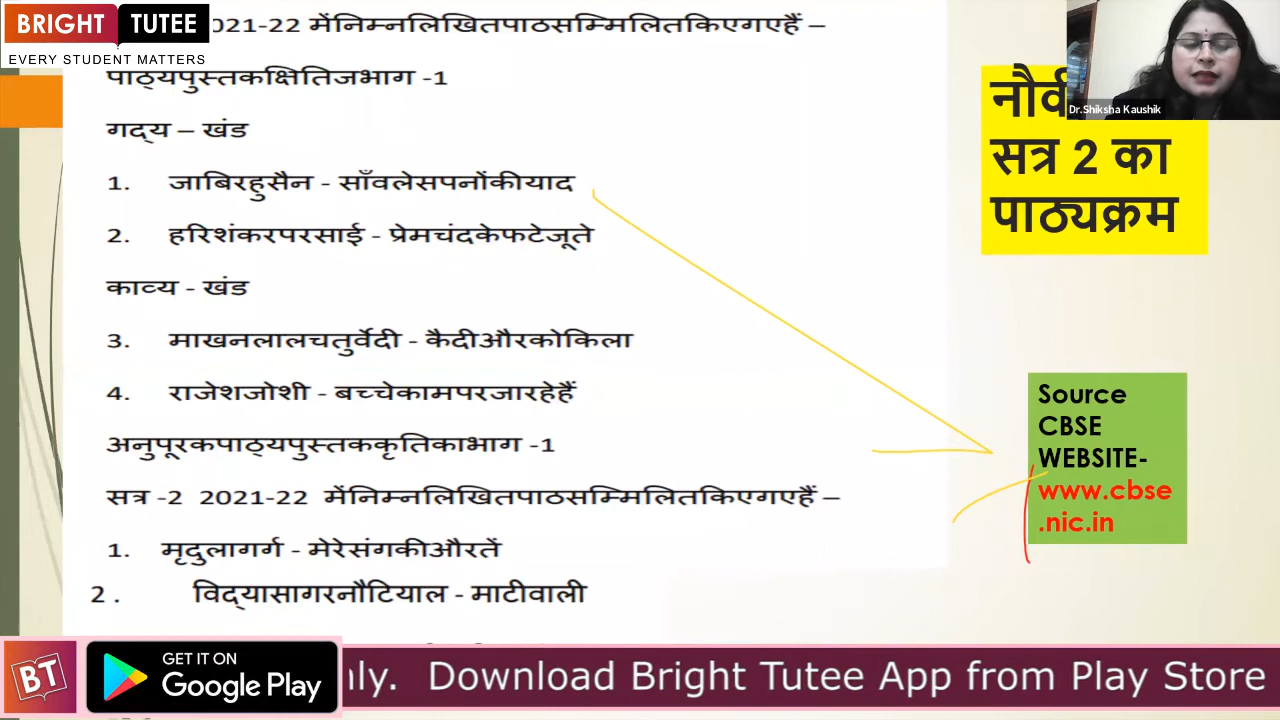 BRIGHT TUTEE
EVERY STUDENT MATTERS
2021-22 मेंनिम्नलिखितपाठसम्मिलितकिएगएहैं –
पाठ्यपुस्तकक्षितिजभाग -1
गद्य – खंड
1. जाबिरहुसैन - साँवलेसपनोंकीयाद
2. हरिशंकरपरसाई - प्रेमचंदकेफटेजूते
काव्य - खंड
3. माखनलालचतुर्वेदी - कैदीऔरकोकिला
4. राजेशजोशी - बच्चेकामपरजारहेहैं
अनुपूरकपाठ्यपुस्तककृतिकाभाग -1
सत्र -2 2021-22 मेंनिम्नलिखितपाठसम्मिलितकिएगएहैं –
1. मृदुलागर्ग - मेरेसंगकीऔरतें
2 . विद्यासागरनौटियाल - माटीवाली
सत्र 2 का
पाठ्यक्रम
Dr.Shiksha Kaushik
Source
CBSE
WEBSITE-
www.cbse
.nic.in
BT
GET IT ON
Google Play
Download Bright Tutee App from Play Store